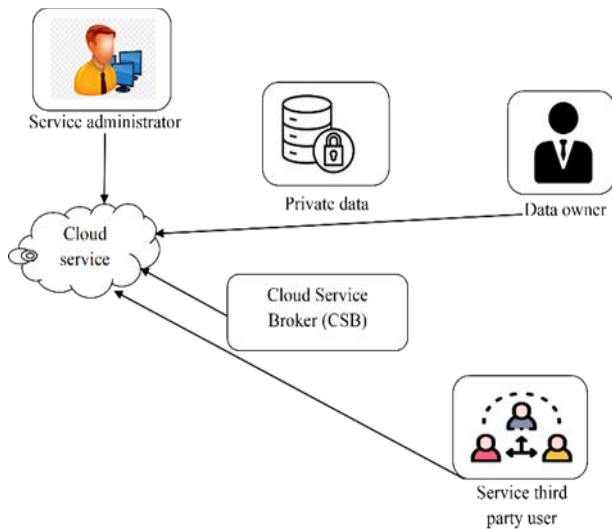 Service administrator
Private data
Data owner
Cloud
service
Cloud Service
Broker (CSB)
Service third
party user